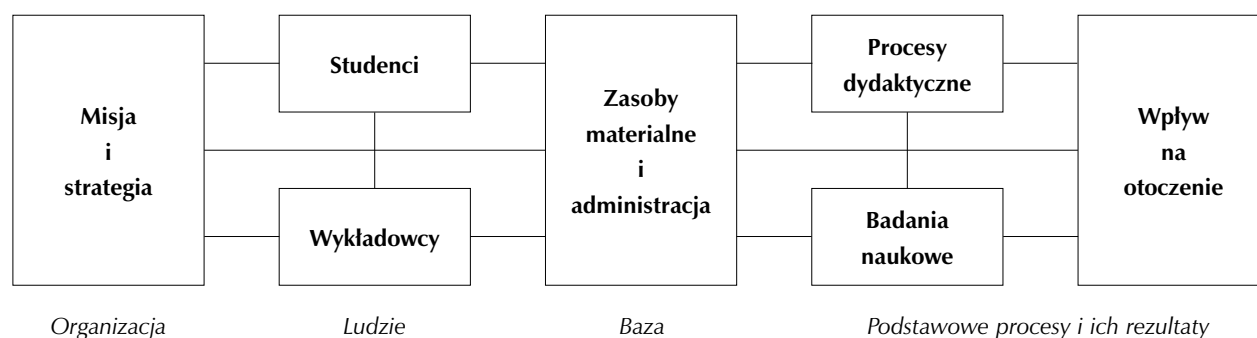 Misja
i
strategia
Studenci
Wykładowcy
Zasoby
materialne
i
administracja
Procesy
dydaktyczne
Badania
naukowe
Wpływ
na
otoczenie
Organizacja
Ludzie
Baza
Podstawowe procesy i ich rezultaty